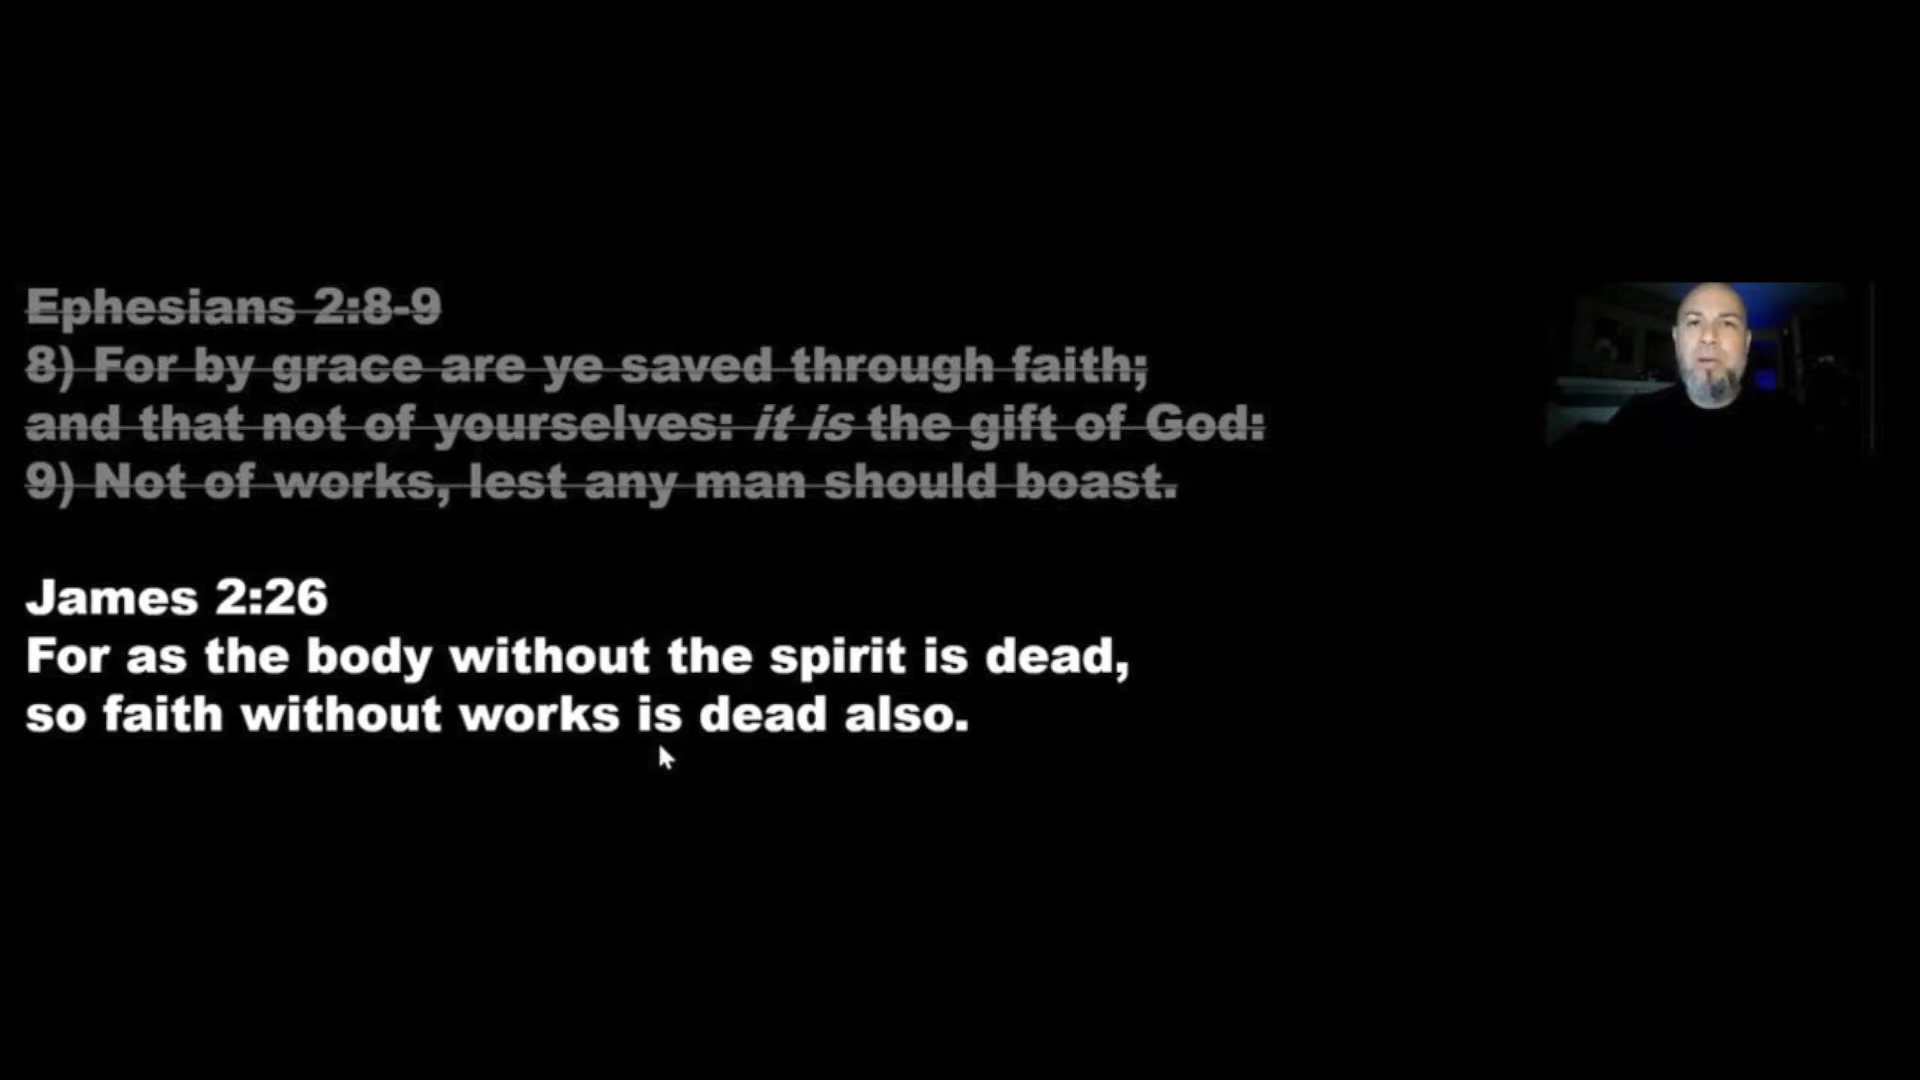 Ephesians 2:8-9
8) For by grace are ye saved through faith;
and that not of yourselves: it is the gift of God:
9) Not of works, lest any man should boast.
James 2:26
For as the body without the spirit is dead,
so faith without works is dead also.